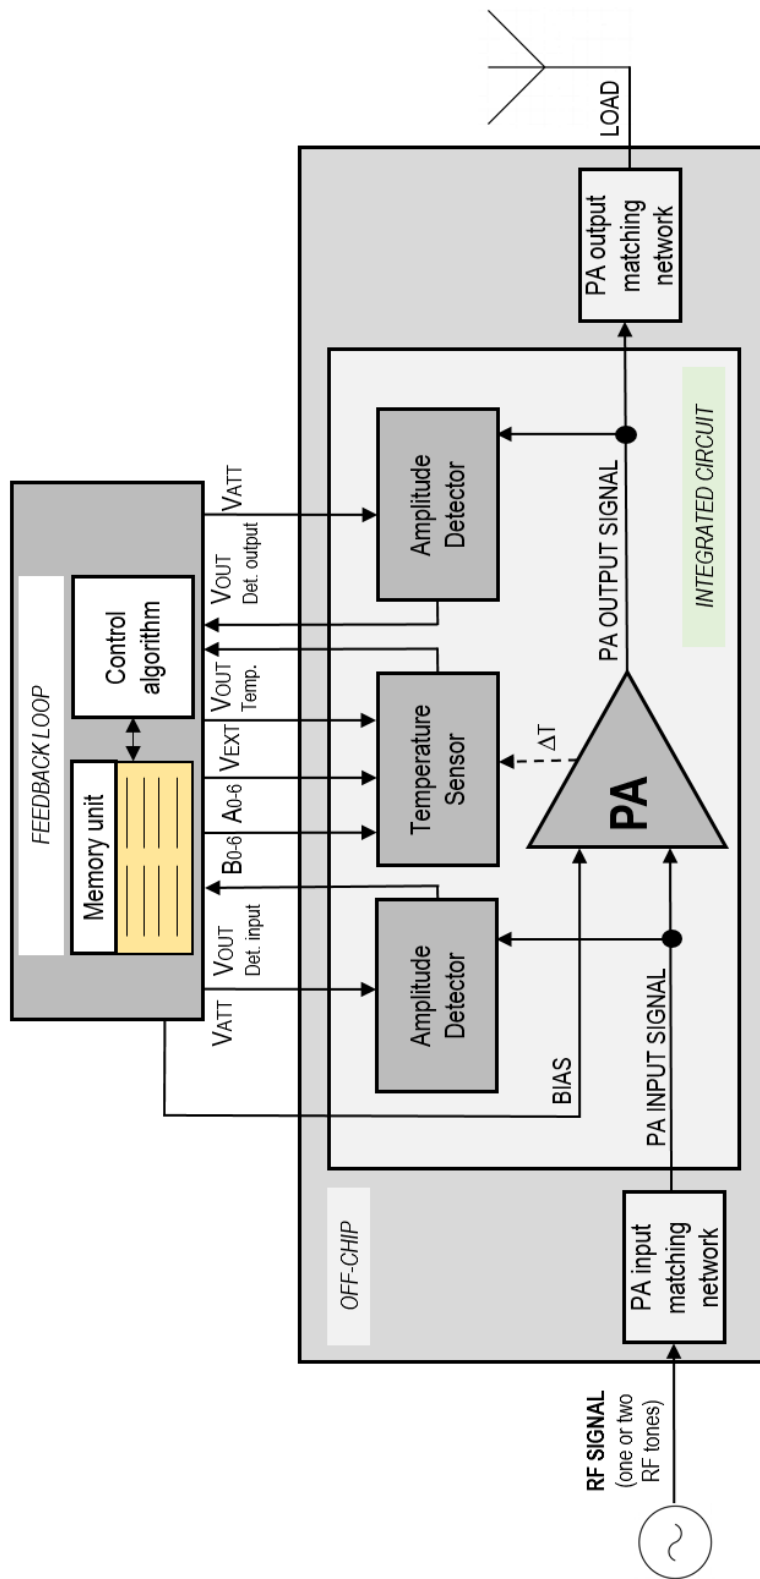 FEEDBACK LOOP
Memory unit
Control
algorithm
VATT
VOUT
Det. input
B0-6
A0-6
VEXT
VOUT
Temp.
VOUT
Det. output
VATT
OFF-CHIP
Amplitude
Detector
Temperature
Sensor
Amplitude
Detector
BIAS
ΔT
PA
PA INPUT SIGNAL
PA OUTPUT SIGNAL
INTEGRATED CIRCUIT
RF SIGNAL
(one or two
RF tones)
PA input
matching
network
PA output
matching
network
LOAD